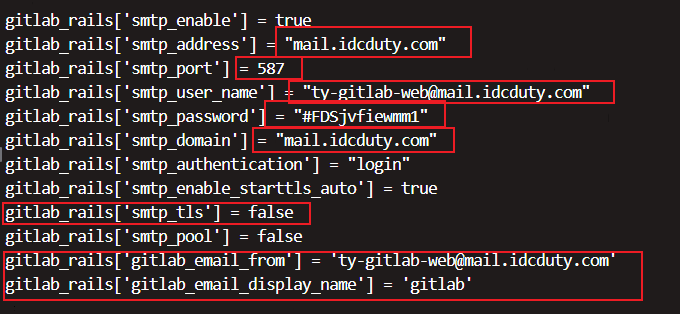 gitlab_rails['smtp_enable'] = true
gitlab_rails['smtp_address'] = "mail.idcduty.com"
gitlab_rails['smtp_port'] = 587
gitlab_rails['smtp_user_name'] = "ty-gitlab-web@mail.idcduty.com"
gitlab_rails['smtp_password'] = "#FDSjvfiewmm1"
gitlab_rails['smtp_domain'] = "mail.idcduty.com"
gitlab_rails['smtp_authentication'] = "login"
gitlab_rails['smtp_enable_starttls_auto'] = true
gitlab_rails['smtp_tls'] = false
gitlab_rails['smtp_pool'] = false
gitlab_rails['gitlab_email_from'] = 'ty-gitlab-web@mail.idcduty.com'
gitlab_rails['gitlab_email_display_name'] = 'gitlab'